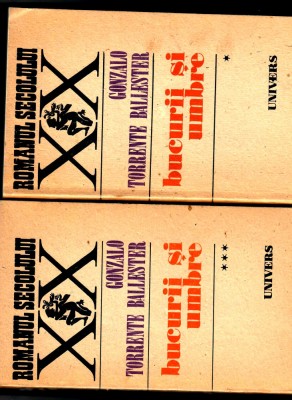 ROMANUL SECOLULUI
XX
GONZALO
TORRENTE BALLESTER
bucurii și
umbre
*
UNIVERS
ROMANUL SECOLULUI
XX
GONZALO
TORRENTE BALLESTER
bucurii și
umbre
***
UNIVERS